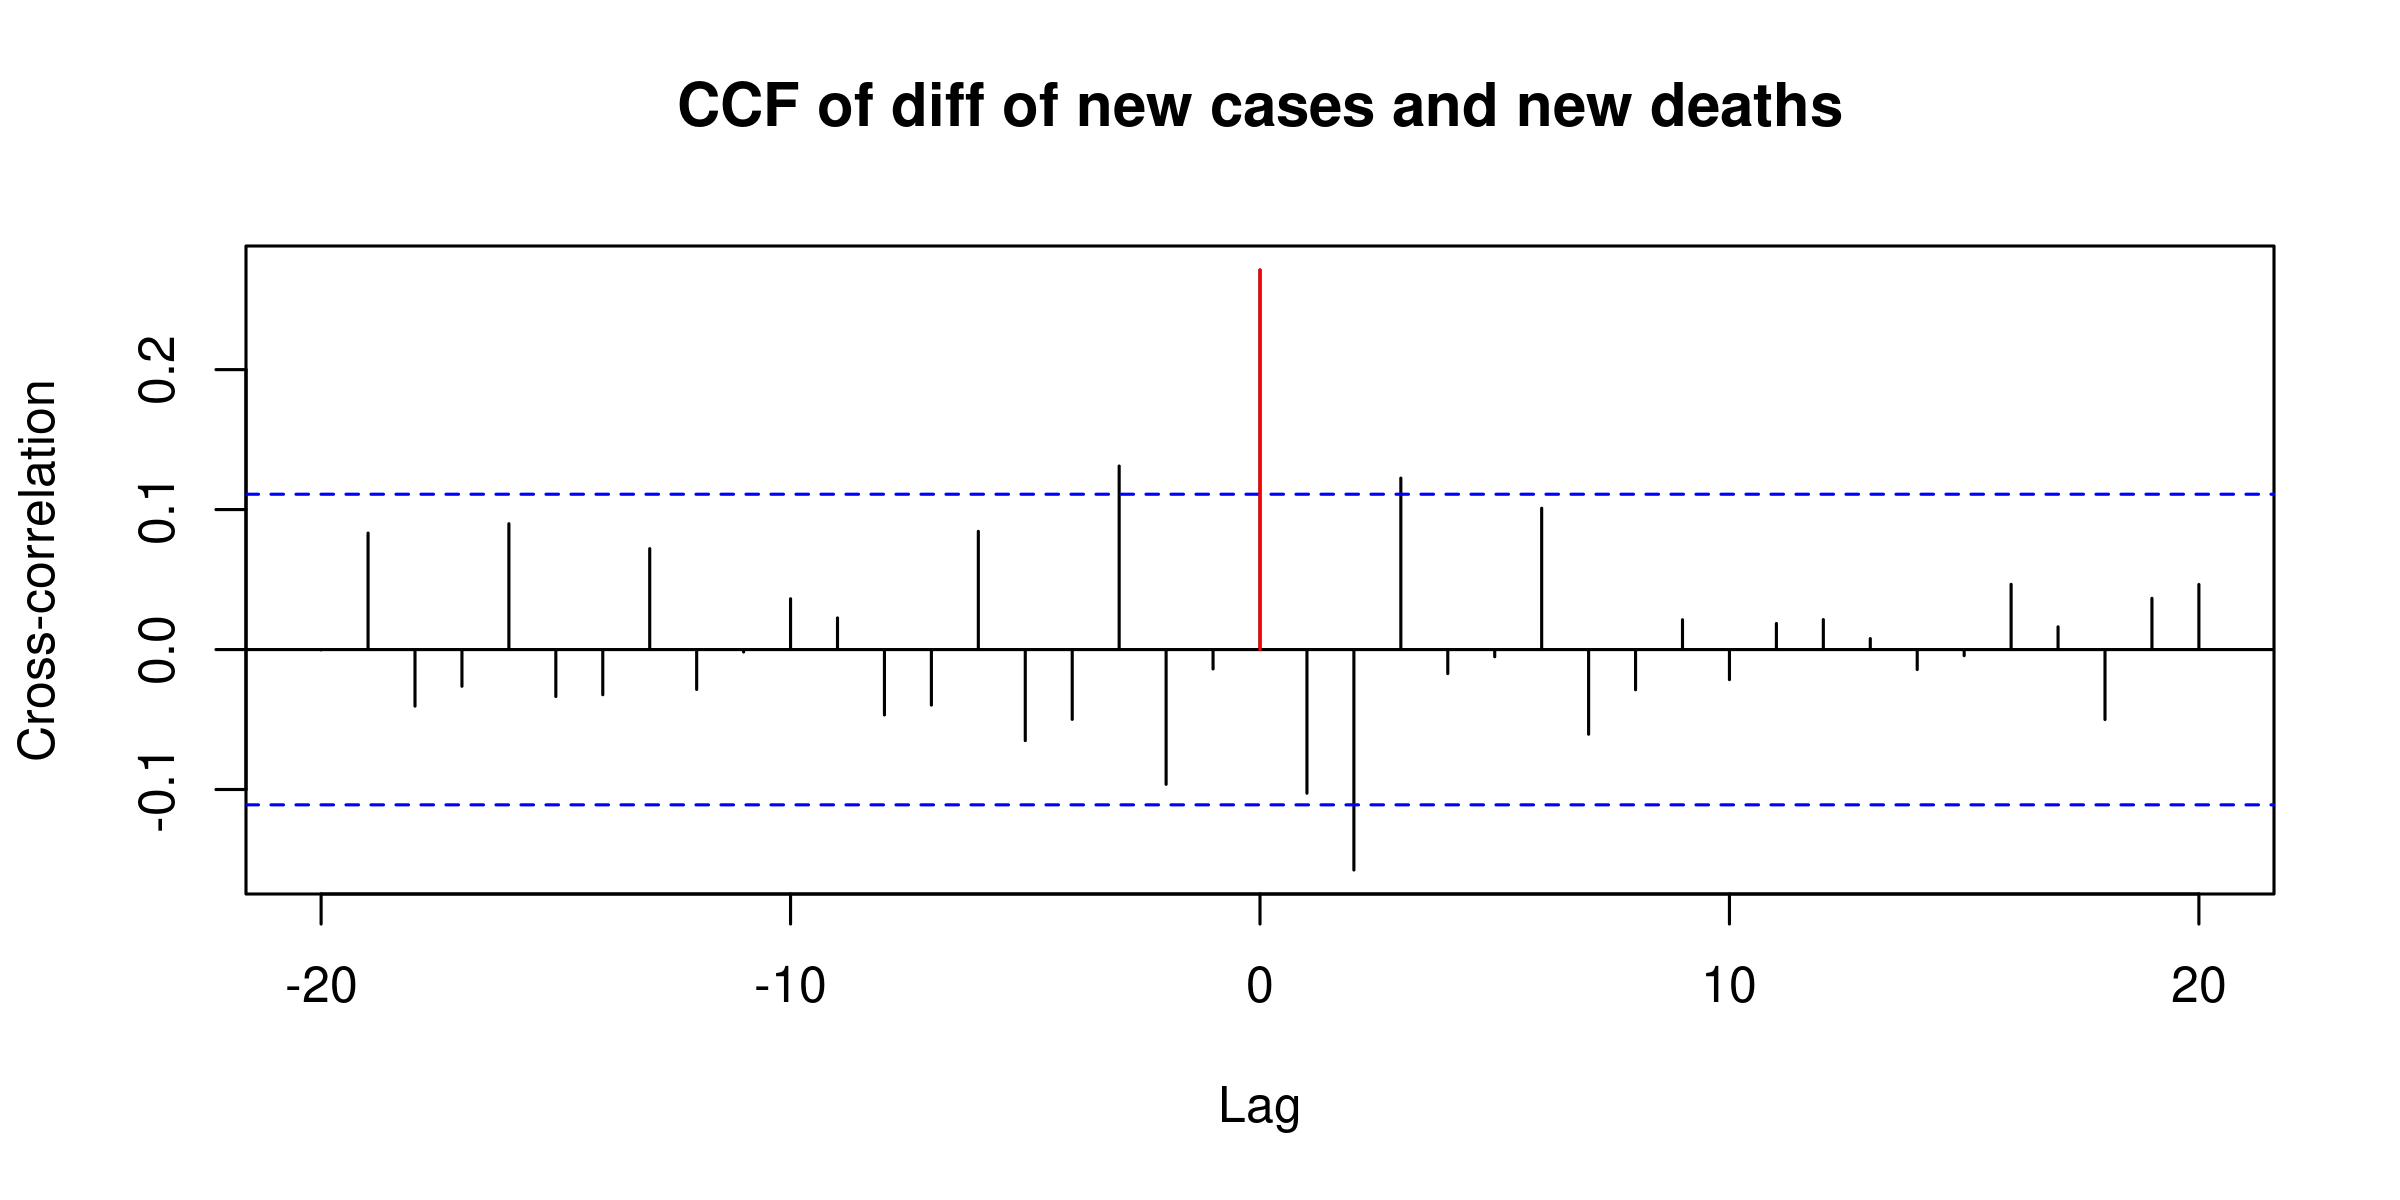 CCF of diff of new cases and new deaths
Cross-correlation
0.2
0.1
0.0
-0.1
-20 -10 0 10 20
Lag